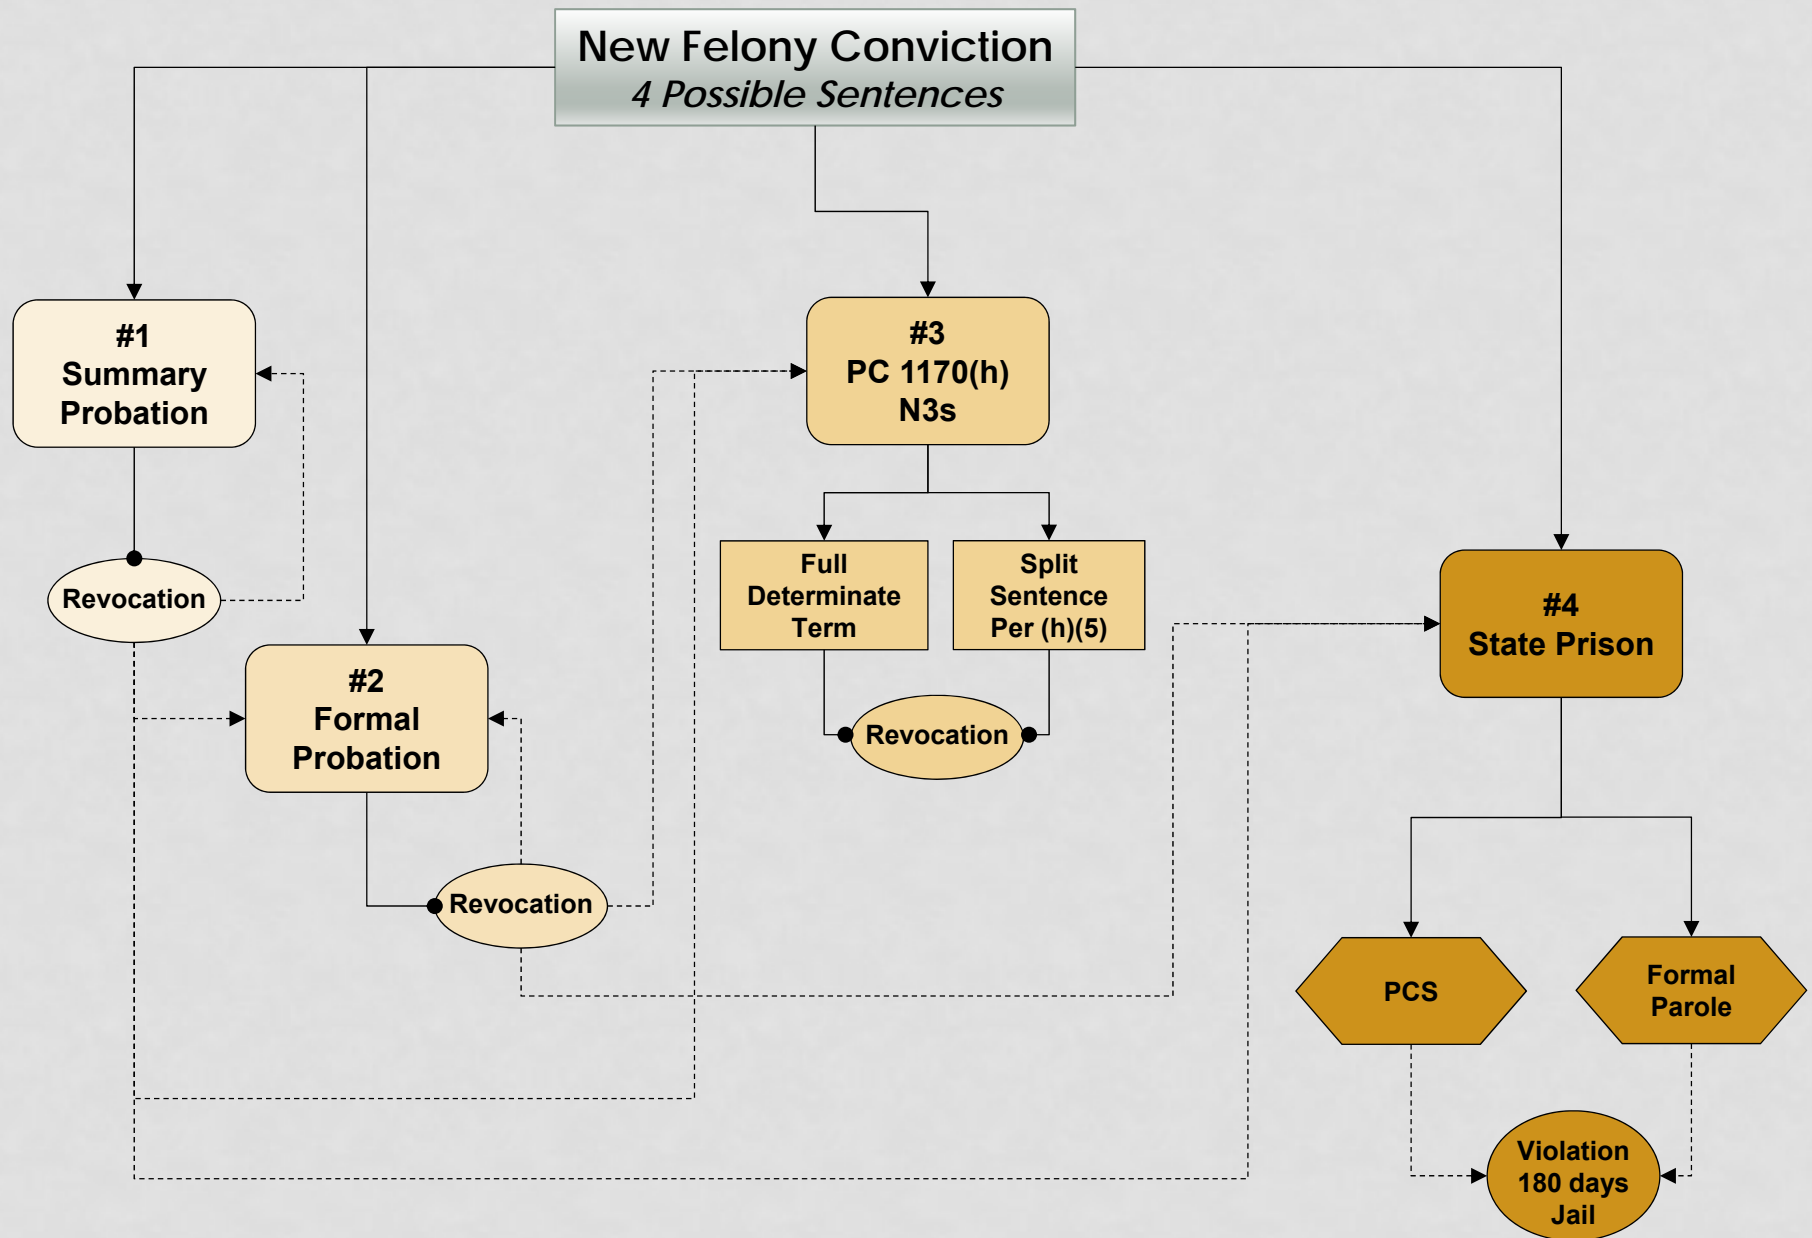 New Felony Conviction
4 Possible Sentences
#1
Summary
Probation
Revocation
#2
Formal
Probation
Revocation
#3
PC 1170(h)
N3s
Full
Determinate
Term
Split
Sentence
Per (h)(5)
Revocation
#4
State Prison
PCS
Formal
Parole
Violation
180 days
Jail